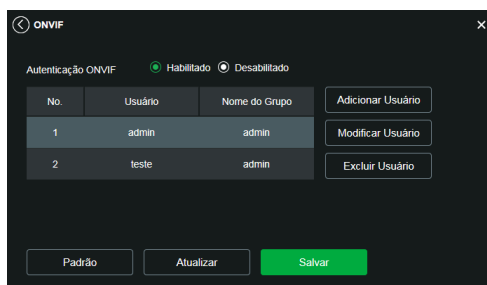 ONVIF
Autenticação ONVIF Habilitado Desabilitado
No. Usuário Nome do Grupo Adicionar Usuário
1 admin admin Modificar Usuário
2 teste admin Excluir Usuário
Padrão Atualizar Salvar